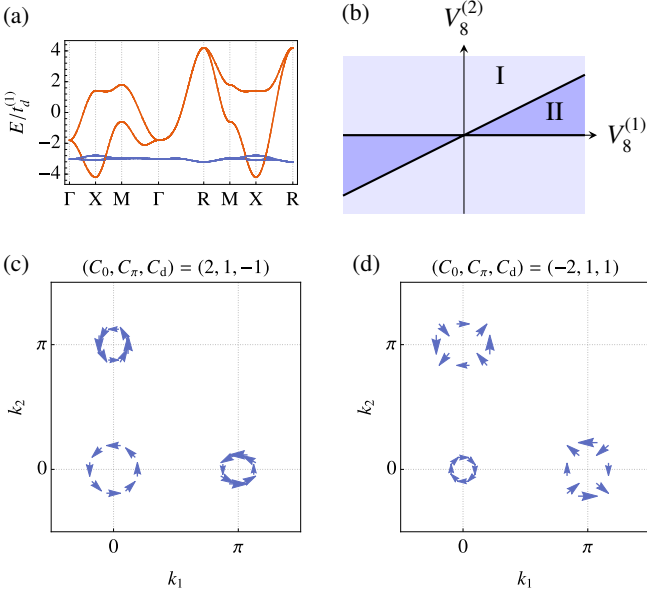 (a)
E/t_d^(1)
4
2
0
−2
−4
Γ X M Γ R M X R
(b)
V_8^(2)
I
II
V_8^(1)
(c)
(C_0, C_π, C_d) = (2, 1, −1)
π
k_2
0
0 π
k_1
(d)
(C_0, C_π, C_d) = (−2, 1, 1)
π
k_2
0
0 π
k_1